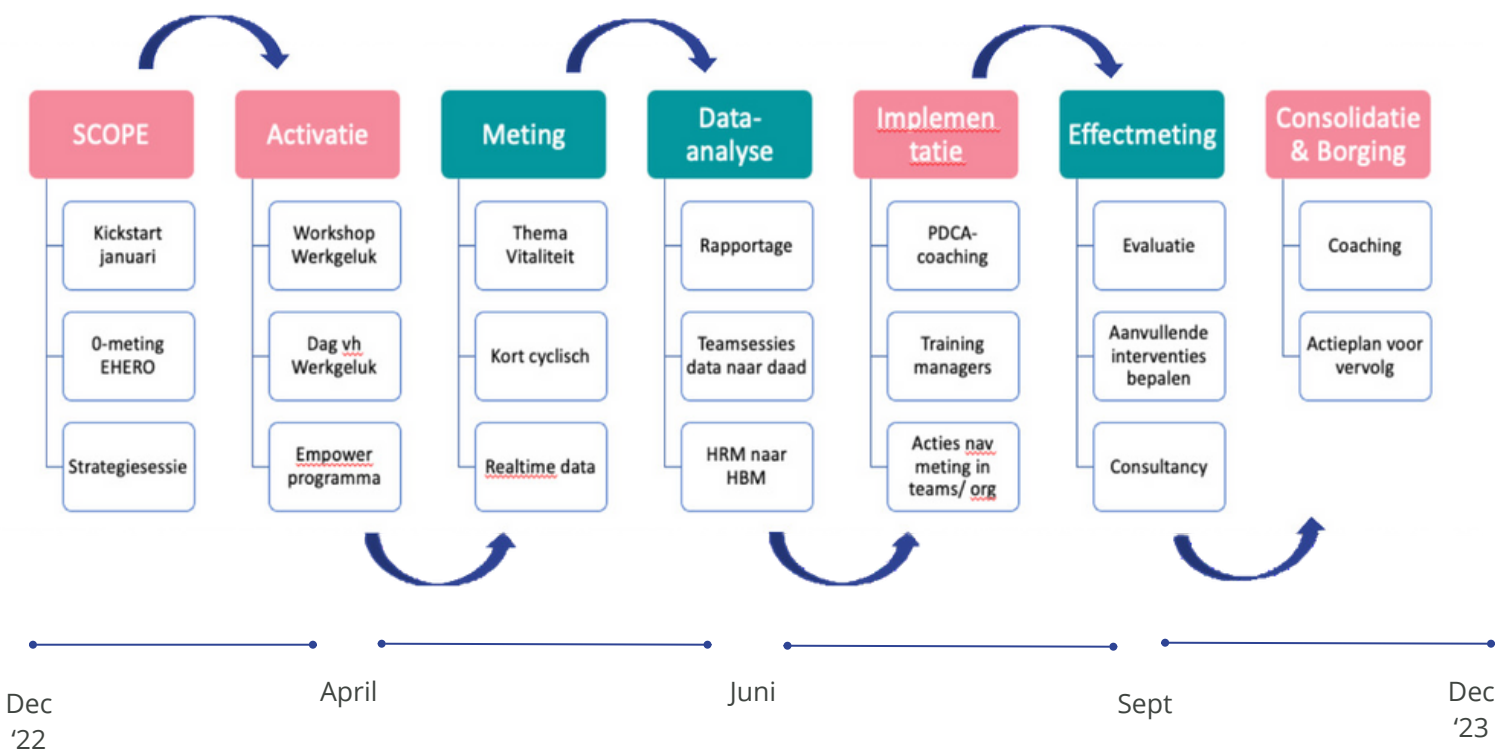 SCOPE
Kickstart
januari
0-meting
EHERO
Strategiesessie
Activatie
Workshop
Werkgeluk
Dag vh
Werkgeluk
Empower
programma
Meting
Thema
Vitaliteit
Kort cyclisch
Realtime data
Data-
analyse
Rapportage
Teamsessies
data naar daad
HRM naar
HBM
Implemen
tatie
PDCA-
coaching
Training
managers
Acties nav
meting in
teams/ org
Effectmeting
Evaluatie
Aanvullende
interventies
bepalen
Consultancy
Consolidatie
& Borging
Coaching
Actieplan voor
vervolg
Dec
‘22
April
Juni
Sept
Dec
‘23